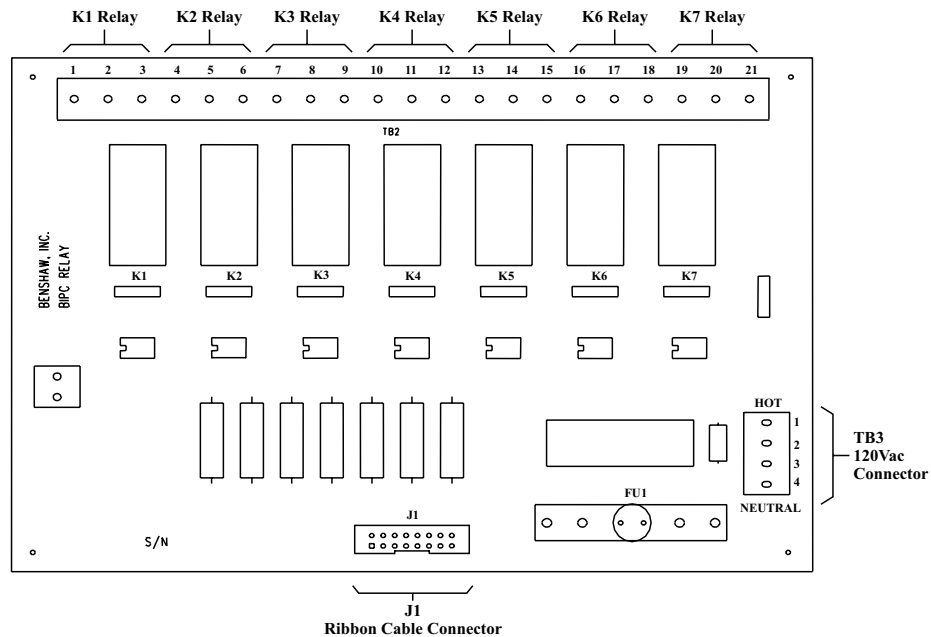 K1 Relay K2 Relay K3 Relay K4 Relay K5 Relay K6 Relay K7 Relay
1 2 3 4 5 6 7 8 9 10 11 12 13 14 15 16 17 18 19 20 21
TB2
K1 K2 K3 K4 K5 K6 K7
BENSHAW, INC.
BIPC RELAY
HOT
1
2
3
4
NEUTRAL
TB3
120Vac
Connector
FU1
J1
S/N
J1
Ribbon Cable Connector